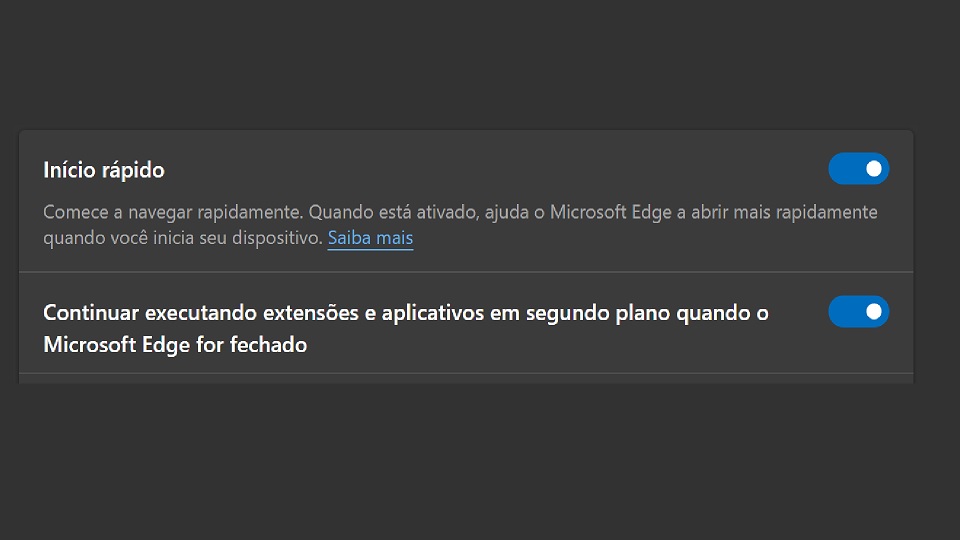 Início rápido
Comece a navegar rapidamente. Quando está ativado, ajuda o Microsoft Edge a abrir mais rapidamente
quando você inicia seu dispositivo. Saiba mais
Continuar executando extensões e aplicativos em segundo plano quando o
Microsoft Edge for fechado